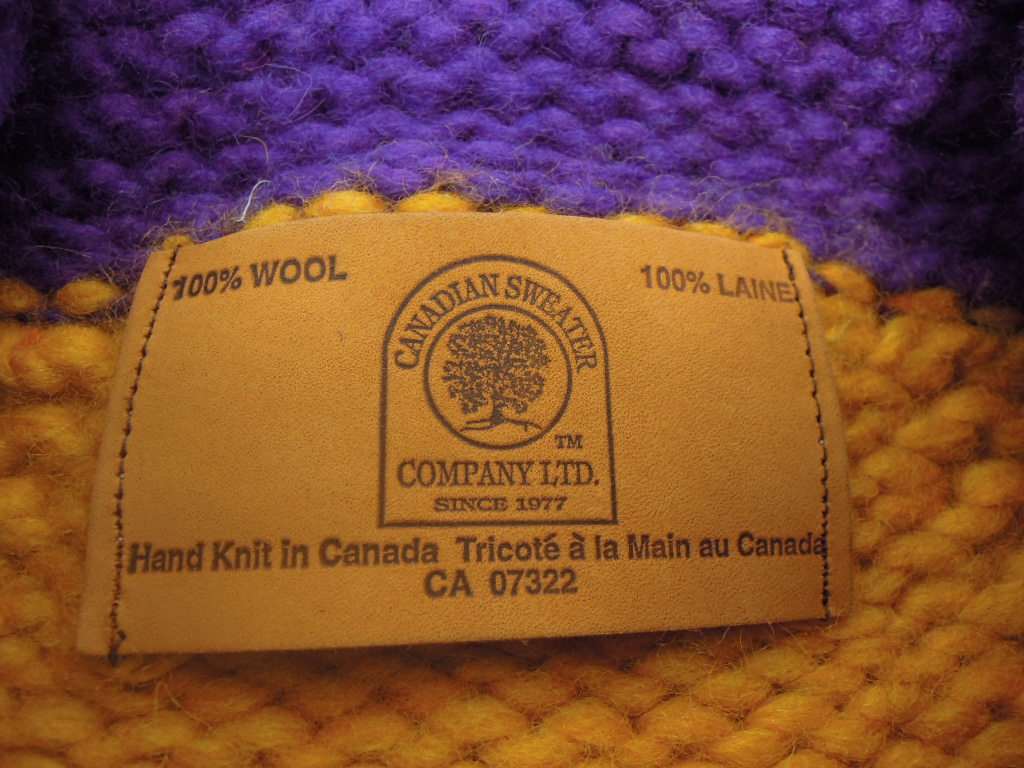 100% WOOL
100% LAINE
CANADIAN SWEATER
TM
COMPANY LTD.
SINCE 1977
Hand Knit in Canada Tricoté à la Main au Canada
CA 07322